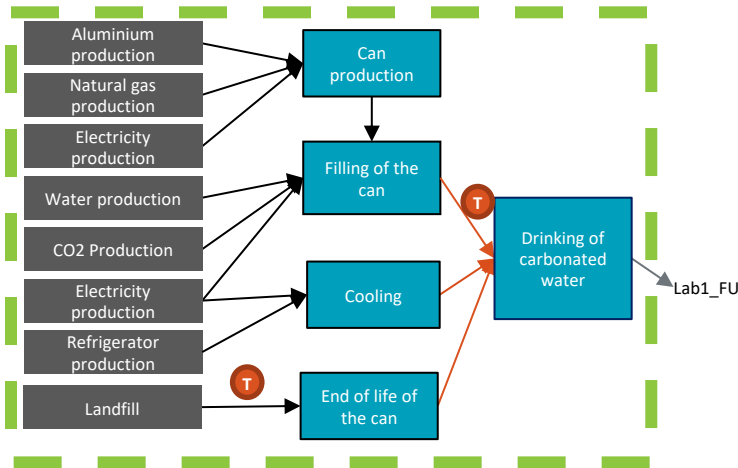 Aluminium
production
Natural gas
production
Electricity
production
Water production
CO2 Production
Electricity
production
Refrigerator
production
Landfill
T
Can
production
Filling of the
can
Cooling
End of life of
the can
T
Drinking of
carbonated
water
Lab1_FU